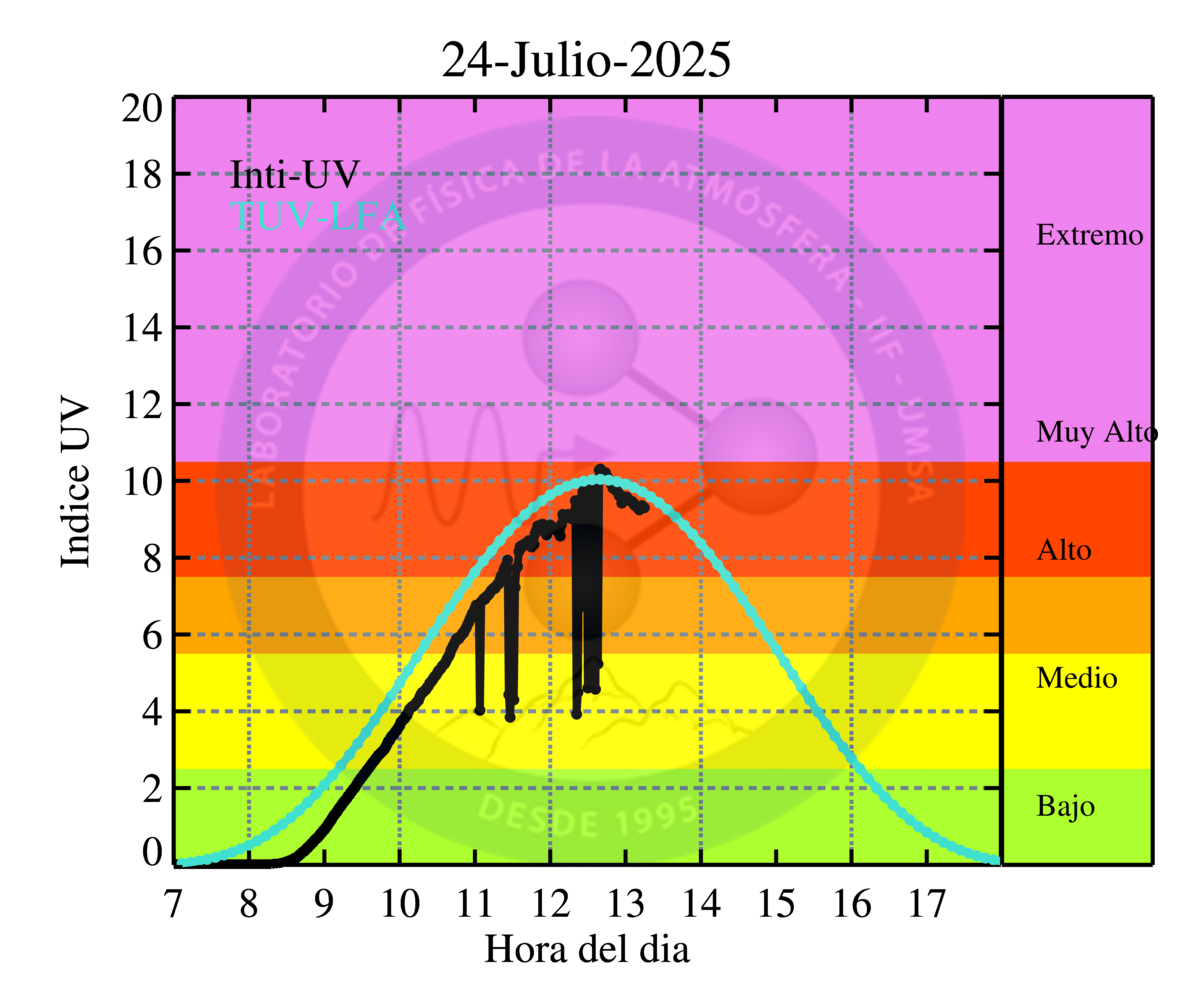 24-Julio-2025
Indice UV
20
18
16
14
12
10
8
6
4
2
0
Inti-UV
TUV-LFA
LABORATORIO DE FÍSICA DE LA ATMÓSFERA - IIF - UMSA
DESDE 1995
Extremo
Muy Alto
Alto
Medio
Bajo
7 8 9 10 11 12 13 14 15 16 17
Hora del dia